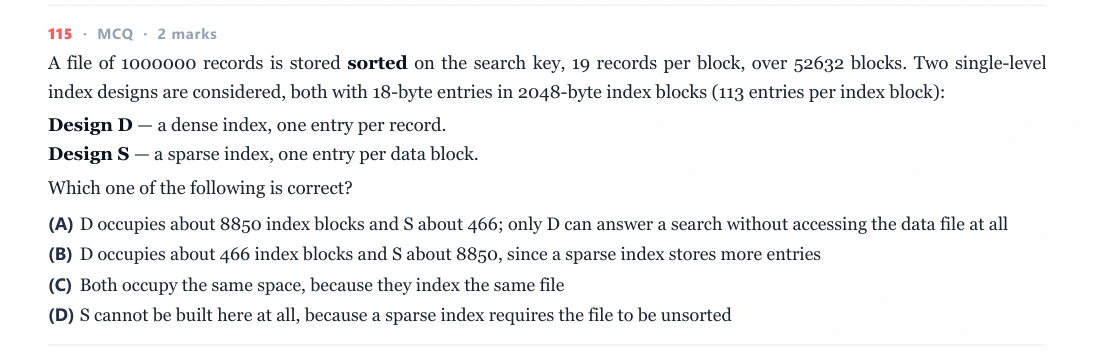 115 · MCQ · 2 marks
A file of 1000000 records is stored sorted on the search key, 19 records per block, over 52632 blocks. Two single-level
index designs are considered, both with 18-byte entries in 2048-byte index blocks (113 entries per index block):
Design D — a dense index, one entry per record.
Design S — a sparse index, one entry per data block.
Which one of the following is correct?
(A) D occupies about 8850 index blocks and S about 466; only D can answer a search without accessing the data file at all
(B) D occupies about 466 index blocks and S about 8850, since a sparse index stores more entries
(C) Both occupy the same space, because they index the same file
(D) S cannot be built here at all, because a sparse index requires the file to be unsorted